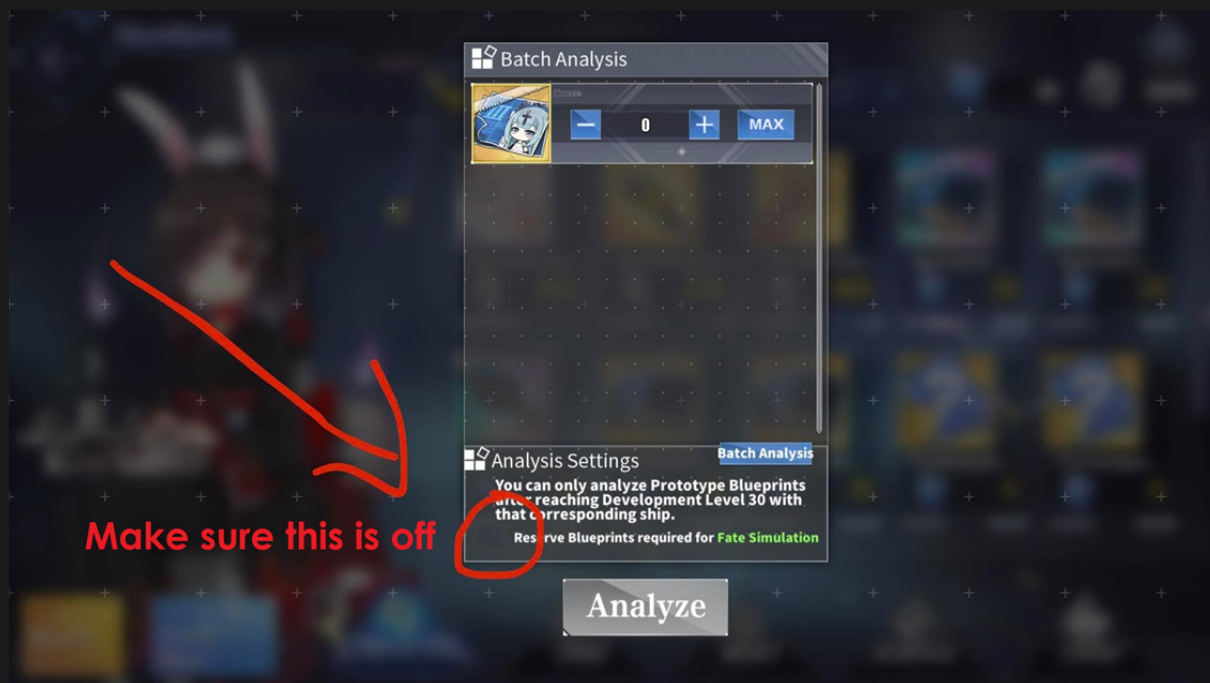 Batch Analysis
0
MAX
Analysis Settings
Batch Analysis
You can only analyze Prototype Blueprints
after reaching Development Level 30 with
that corresponding ship.
Make sure this is off
Reserve Blueprints required for Fate Simulation
Analyze